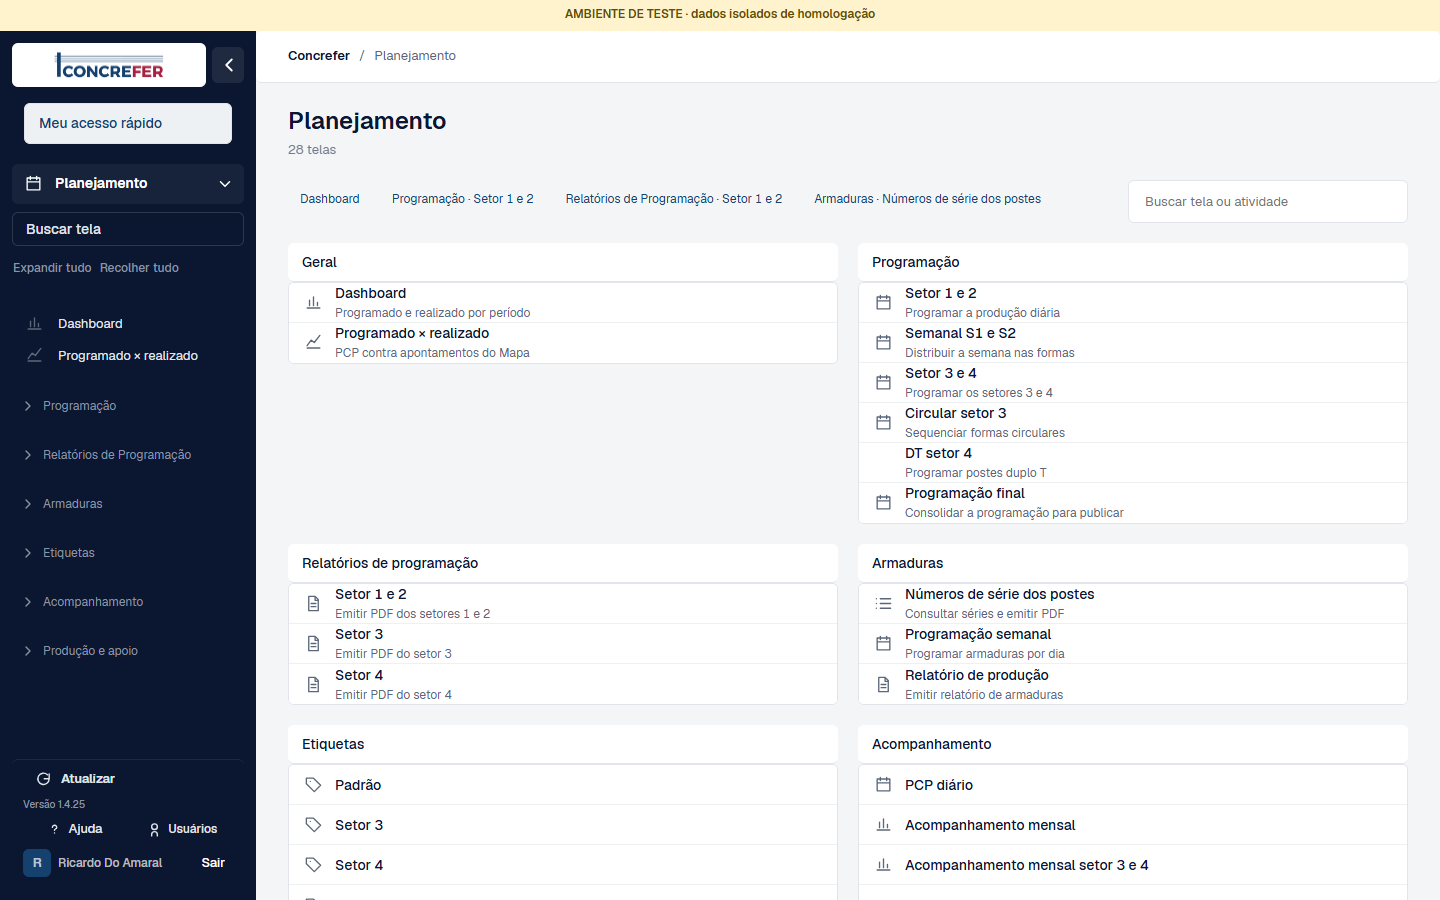 AMBIENTE DE TESTE · dados isolados de homologação
CONCREFER
Meu acesso rápido
Planejamento
Buscar tela
Expandir tudo Recolher tudo
Dashboard
Programado × realizado
Programação
Relatórios de Programação
Armaduras
Etiquetas
Acompanhamento
Produção e apoio
Atualizar
Versão 1.4.25
? Ajuda Usuários
R Ricardo Do Amaral Sair
Concrefer / Planejamento
Planejamento
28 telas
Dashboard Programação · Setor 1 e 2 Relatórios de Programação · Setor 1 e 2 Armaduras · Números de série dos postes
Buscar tela ou atividade
Geral
Dashboard
Programado e realizado por período
Programado × realizado
PCP contra apontamentos do Mapa
Programação
Setor 1 e 2
Programar a produção diária
Semanal S1 e S2
Distribuir a semana nas formas
Setor 3 e 4
Programar os setores 3 e 4
Circular setor 3
Sequenciar formas circulares
DT setor 4
Programar postes duplo T
Programação final
Consolidar a programação para publicar
Relatórios de programação
Setor 1 e 2
Emitir PDF dos setores 1 e 2
Setor 3
Emitir PDF do setor 3
Setor 4
Emitir PDF do setor 4
Armaduras
Números de série dos postes
Consultar séries e emitir PDF
Programação semanal
Programar armaduras por dia
Relatório de produção
Emitir relatório de armaduras
Etiquetas
Padrão
Setor 3
Setor 4
Acompanhamento
PCP diário
Acompanhamento mensal
Acompanhamento mensal setor 3 e 4